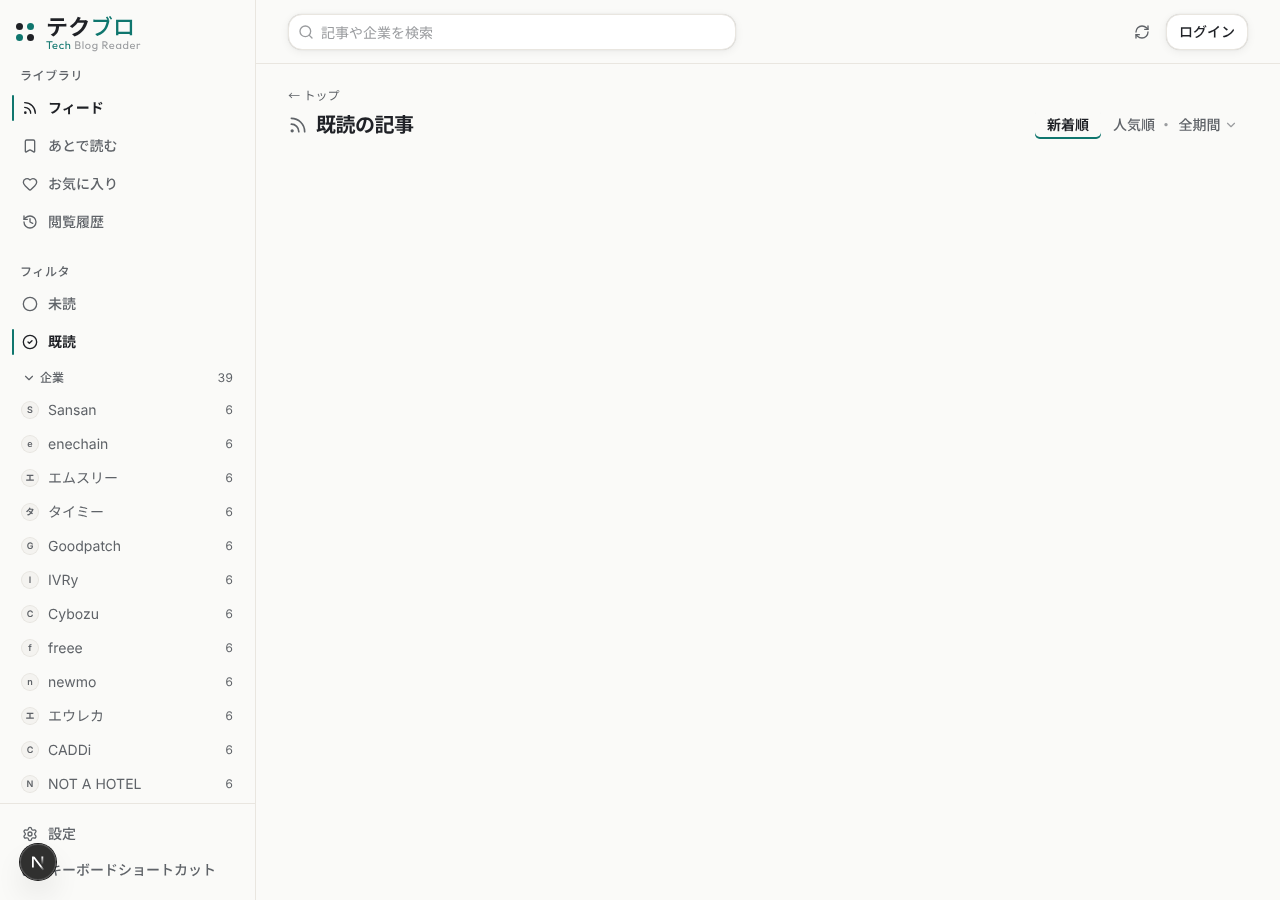 テクブロ
Tech Blog Reader
ライブラリ
フィード
あとで読む
お気に入り
閲覧履歴
フィルタ
未読
既読
企業 39
S Sansan 6
e enechain 6
エ エムスリー 6
タ タイミー 6
G Goodpatch 6
I IVRy 6
C Cybozu 6
f freee 6
n newmo 6
エ エウレカ 6
C CADDi 6
N NOT A HOTEL 6
設定
N キーボードショートカット
記事や企業を検索
ログイン
← トップ
既読の記事
新着順 人気順 • 全期間